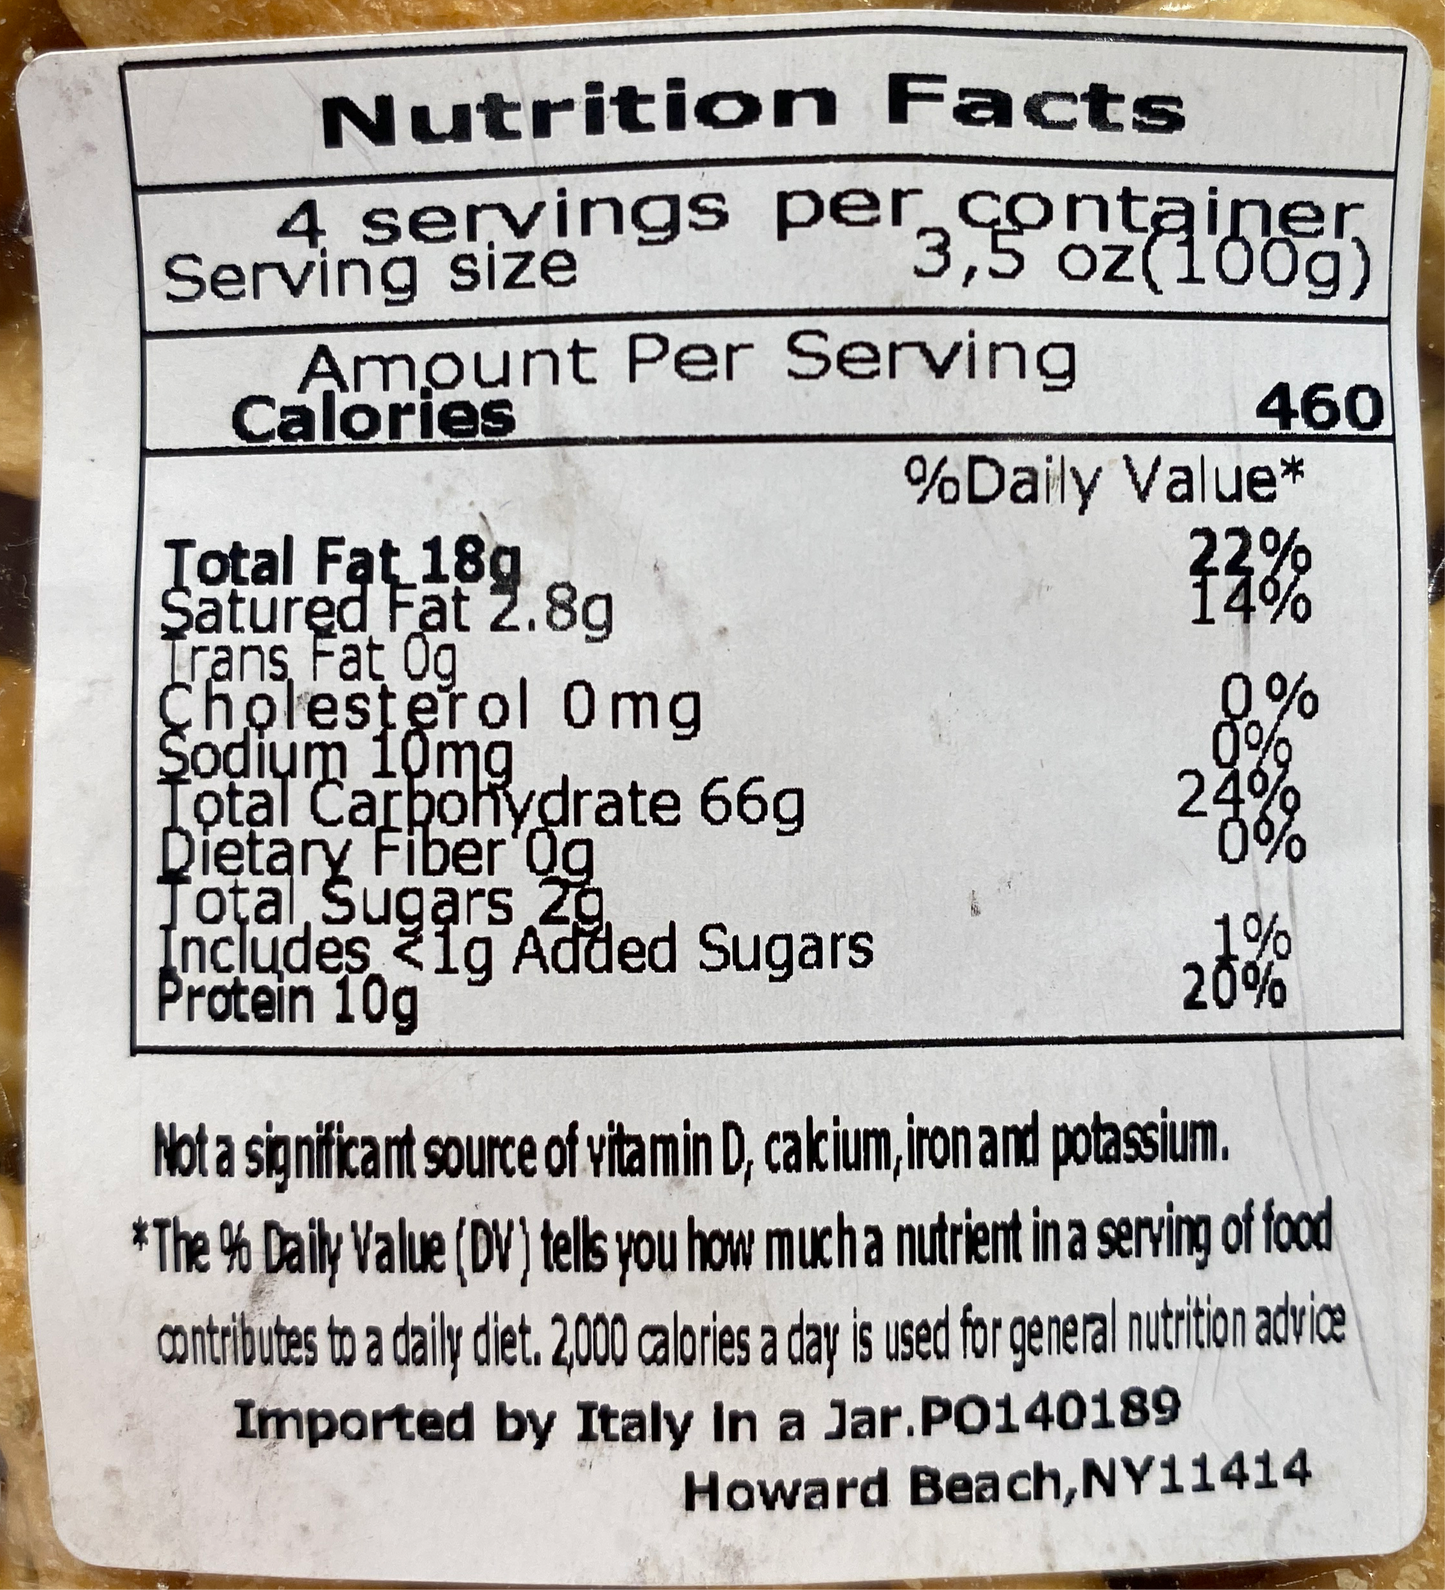 Nutrition Facts
4 servings per container
Serving size 3,5 oz(100g)
Amount Per Serving
Calories 460
%Daily Value*
Total Fat 18g 22%
Satured Fat 2.8g 14%
Trans Fat 0g
Cholesterol 0mg 0%
Sodium 10mg 0%
Total Carbohydrate 66g 24%
Dietary Fiber 0g 0%
Total Sugars 2g
Includes <1g Added Sugars 1%
Protein 10g 20%
Not a significant source of vitamin D, calcium, iron and potassium.
*The % Daily Value (DV) tells you how much a nutrient in a serving of food
contributes to a daily diet. 2,000 calories a day is used for general nutrition advice
Imported by Italy in a Jar.PO140189
Howard Beach,NY11414